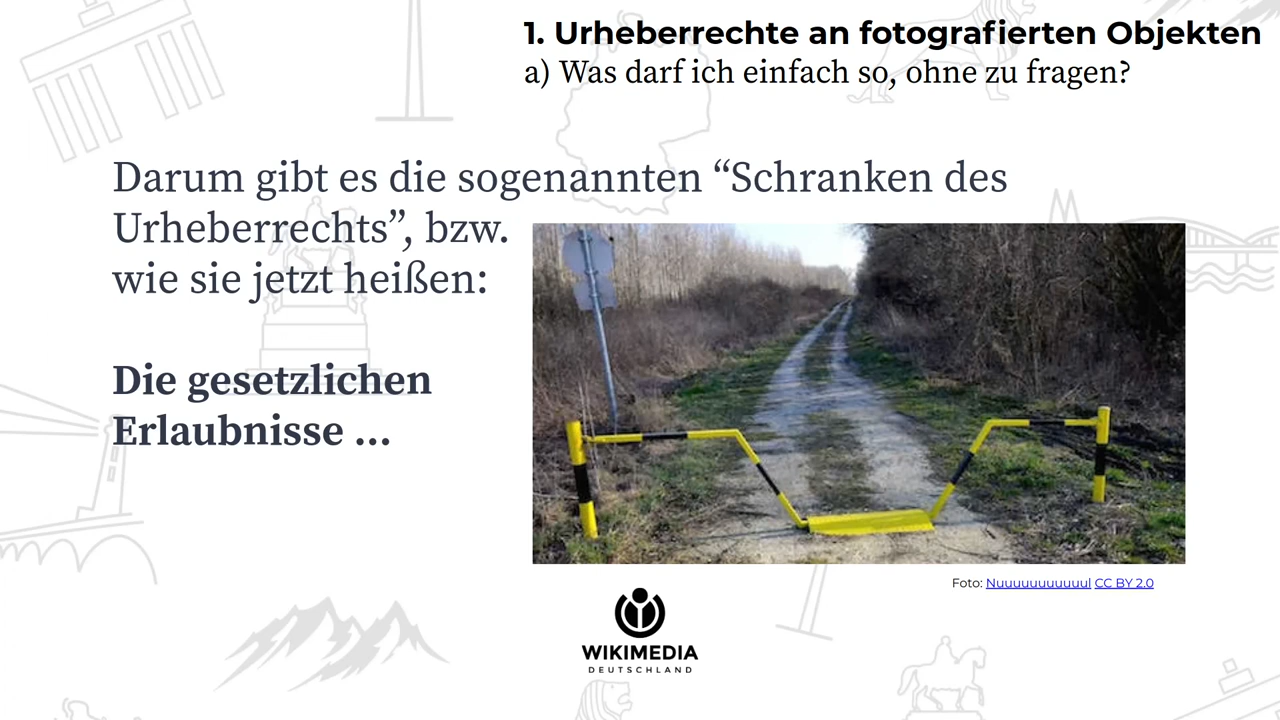 1. Urheberrechte an fotografierten Objekten
a) Was darf ich einfach so, ohne zu fragen?
Darum gibt es die sogenannten “Schranken des
Urheberrechts”, bzw.
wie sie jetzt heißen:
Die gesetzlichen
Erlaubnisse ...
Foto: Nuuuuuuuuuuul CC BY 2.0
WIKIMEDIA
DEUTSCHLAND